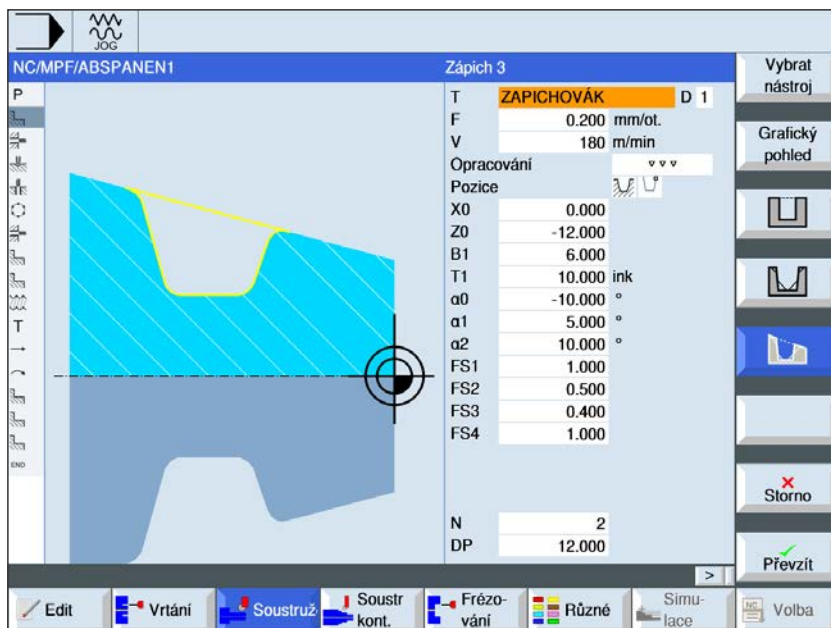 JOG
NC/MPF/ABSPANEN1
Zápich 3
Vybrat
nástroj
P
T ZAPICHOVÁK D 1
F 0.200 mm/ot.
V 180 m/min
Grafický
pohled
Opracování ▿▿▿
Pozice
X0 0.000
Z0 -12.000
B1 6.000
T1 10.000 ink
α0 -10.000 °
α1 5.000 °
α2 10.000 °
FS1 1.000
FS2 0.500
FS3 0.400
FS4 1.000
T
END
Storno
N 2
DP 12.000
Převzít
>
Edit
Vrtání
Soustruž
Soustr
kont.
Frézo-
vání
Různé
Simu-
lace
NC
Volba